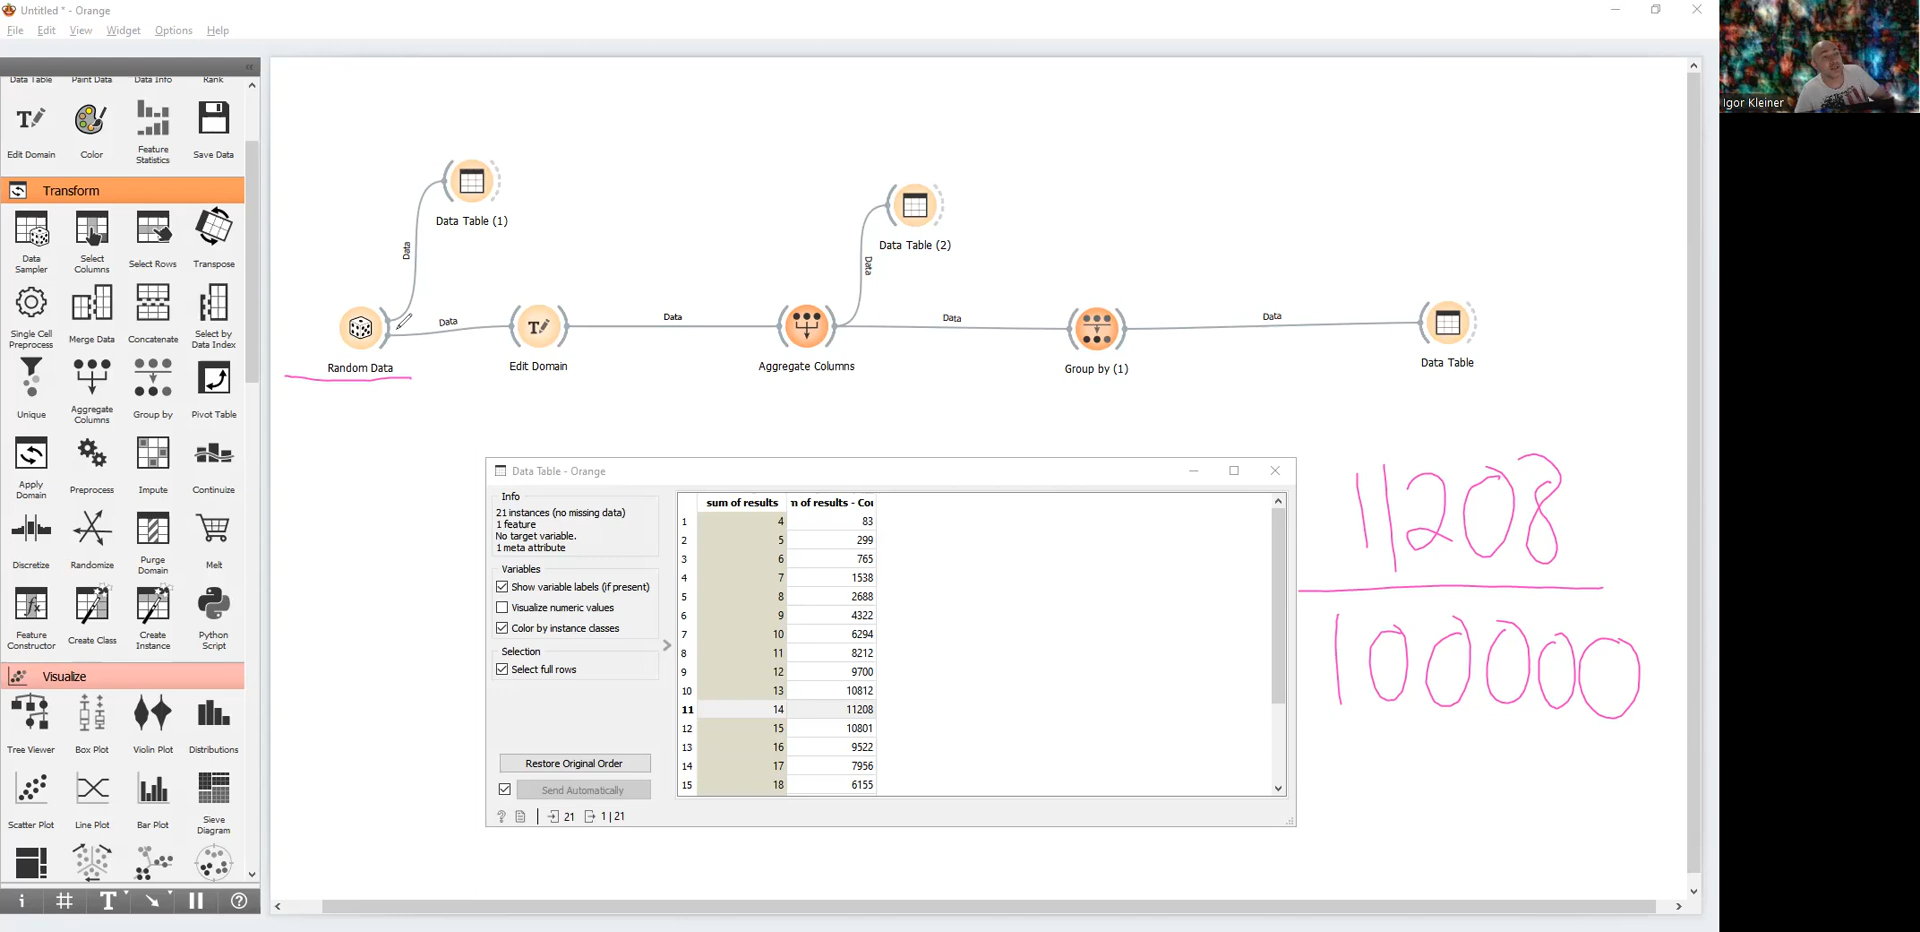 Untitled * - Orange
File Edit View Widget Options Help
Data Table Paint Data Data Info Rank
Edit Domain Color Feature Statistics Save Data
Transform
Data Sampler Select Columns Select Rows Transpose
Single Cell Preprocess Merge Data Concatenate Select by Data Index
Unique Aggregate Columns Group by Pivot Table
Apply Domain Preprocess Impute Continuize
Discretize Randomize Purge Domain Melt
Feature Constructor Create Class Create Instance Python Script
Visualize
Tree Viewer Box Plot Violin Plot Distributions
Scatter Plot Line Plot Bar Plot Sieve Diagram
Igor Kleiner
Data Table (1)
Data Table (2)
Data
Data
Data
Data
Data
Data
Random Data
Edit Domain
Aggregate Columns
Group by (1)
Data Table
Data Table - Orange
Info
21 instances (no missing data)
1 feature
No target variable.
1 meta attribute
Variables
Show variable labels (if present)
Visualize numeric values
Color by instance classes
Selection
Select full rows
Restore Original Order
Send Automatically
21 1 | 21
sum of results n of results - Cou
1 4 83
2 5 299
3 6 765
4 7 1538
5 8 2688
6 9 4322
7 10 6294
8 11 8212
9 12 9700
10 13 10812
11 14 11208
12 15 10801
13 16 9522
14 17 7956
15 18 6155
11208
100000